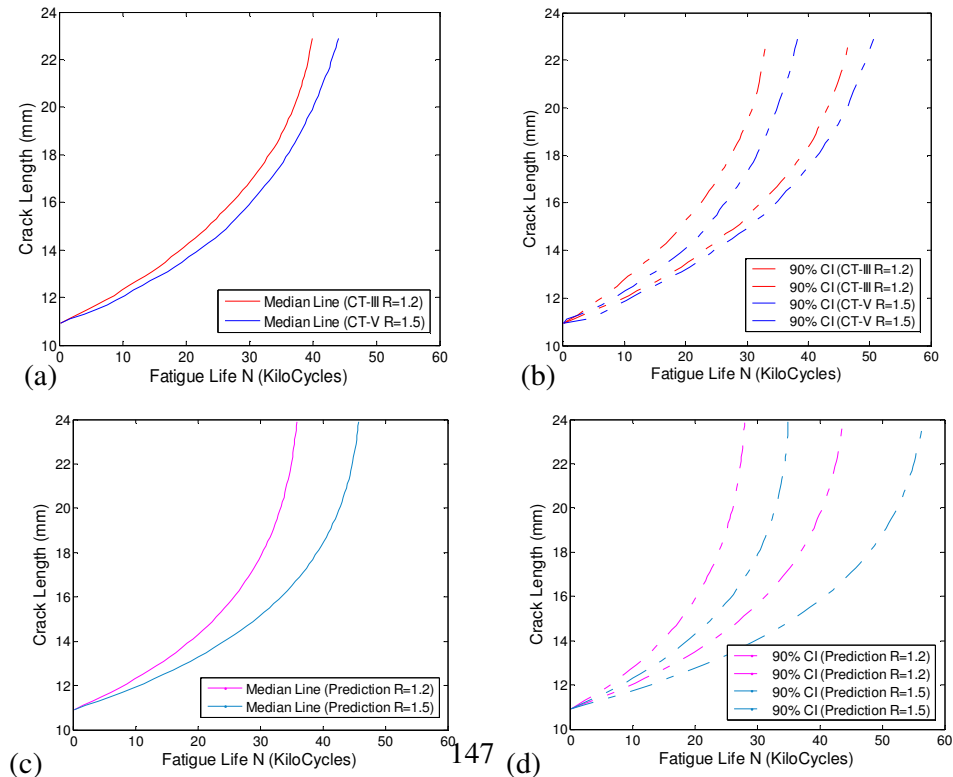 24
22
20
18
16
14
12
10
0
10
20
30
40
50
60
Crack Length (mm)
Fatigue Life N (KiloCycles)
Median Line (CT-III R=1.2)
Median Line (CT-V R=1.5)
(a)
24
22
20
18
16
14
12
10
0
10
20
30
40
50
60
Crack Length (mm)
Fatigue Life N (KiloCycles)
90% CI (CT-III R=1.2)
90% CI (CT-III R=1.2)
90% CI (CT-V R=1.5)
90% CI (CT-V R=1.5)
(b)
24
22
20
18
16
14
12
10
0
10
20
30
40
50
60
Crack Length (mm)
Fatigue Life N (KiloCycles)
Median Line (Prediction R=1.2)
Median Line (Prediction R=1.5)
(c)
147
24
22
20
18
16
14
12
10
0
10
20
30
40
50
60
Crack Length (mm)
Fatigue Life N (KiloCycles)
90% CI (Prediction R=1.2)
90% CI (Prediction R=1.2)
90% CI (Prediction R=1.5)
90% CI (Prediction R=1.5)
(d)